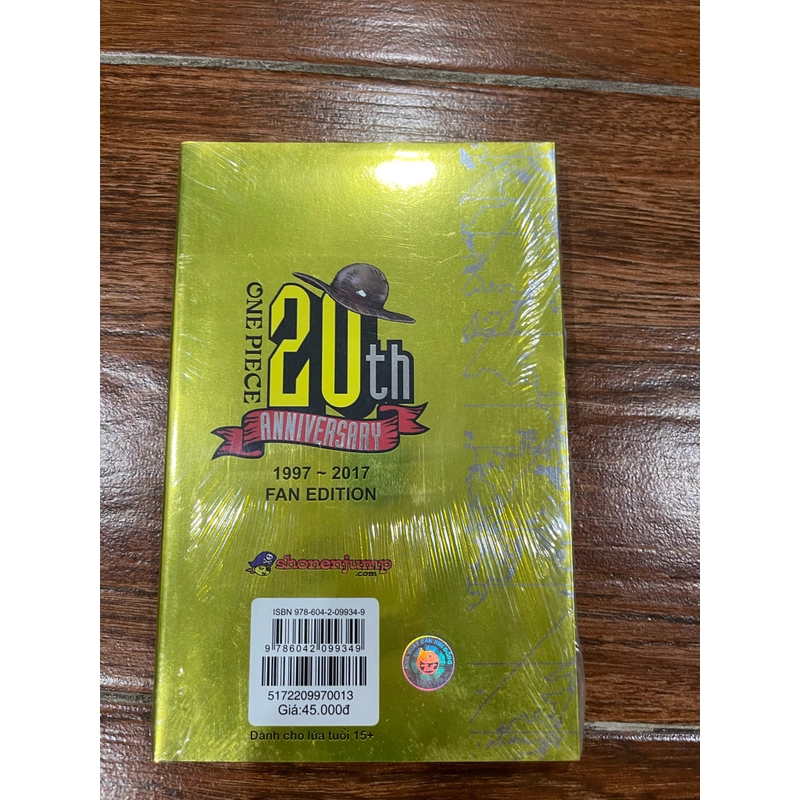 ONE PIECE
20th
ANNIVERSARY
1997 ~ 2017
FAN EDITION
shonenjump
.com
ISBN 978-604-2-09934-9
9 786042 099349
5172209970013
Giá:45.000đ
Dành cho lứa tuổi 15+